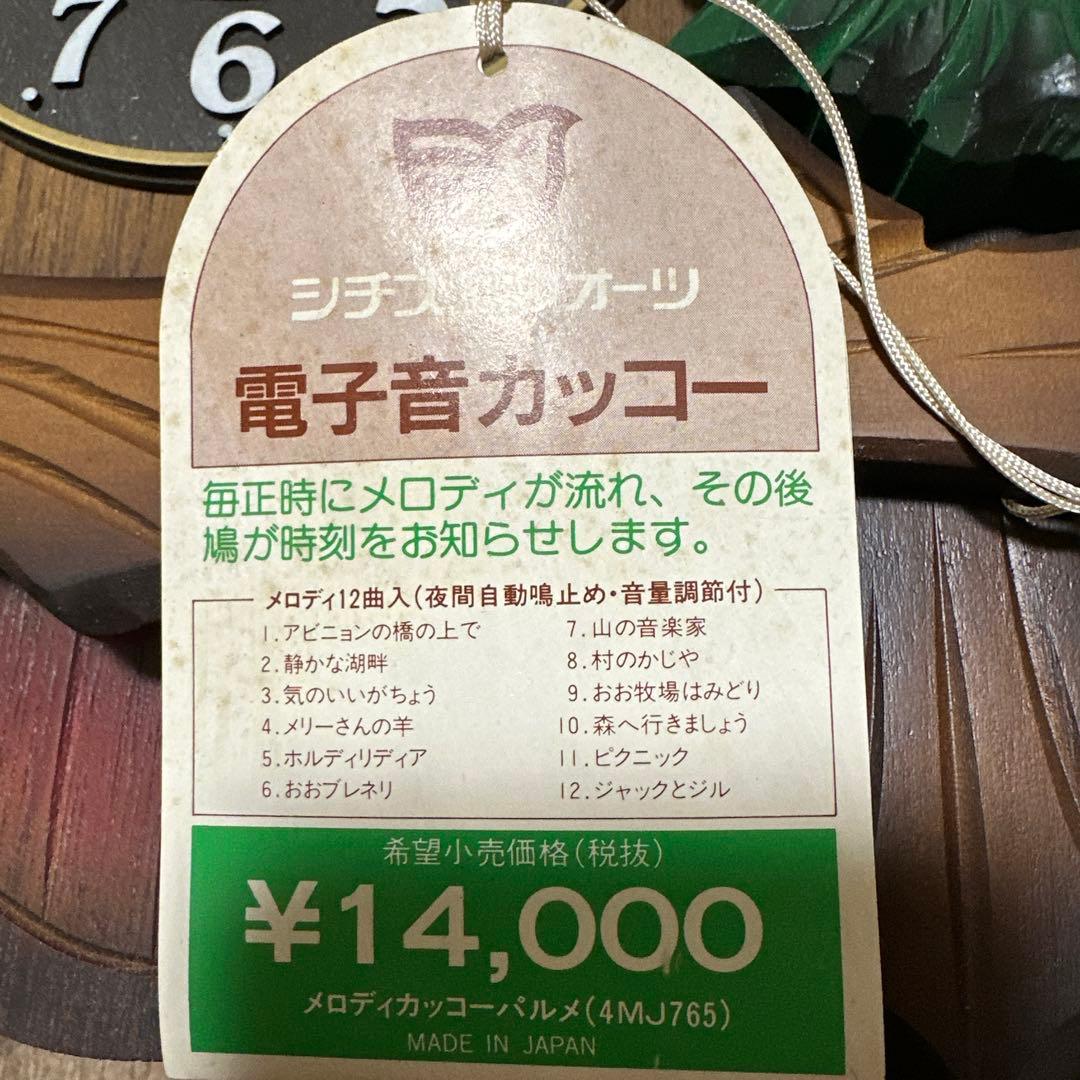 7 6
シチズンクオーツ
電子音カッコー
毎正時にメロディが流れ、その後
鳩が時刻をお知らせします。
メロディ12曲入(夜間自動鳴止め・音量調節付)
1.アビニョンの橋の上で
2.静かな湖畔
3.気のいいがちょう
4.メリーさんの羊
5.ホルディリディア
6.おおブレネリ
7.山の音楽家
8.村のかじや
9.おお牧場はみどり
10.森へ行きましょう
11.ピクニック
12.ジャックとジル
希望小売価格(税抜)
¥14,000
メロディカッコーパルメ(4MJ765)
MADE IN JAPAN